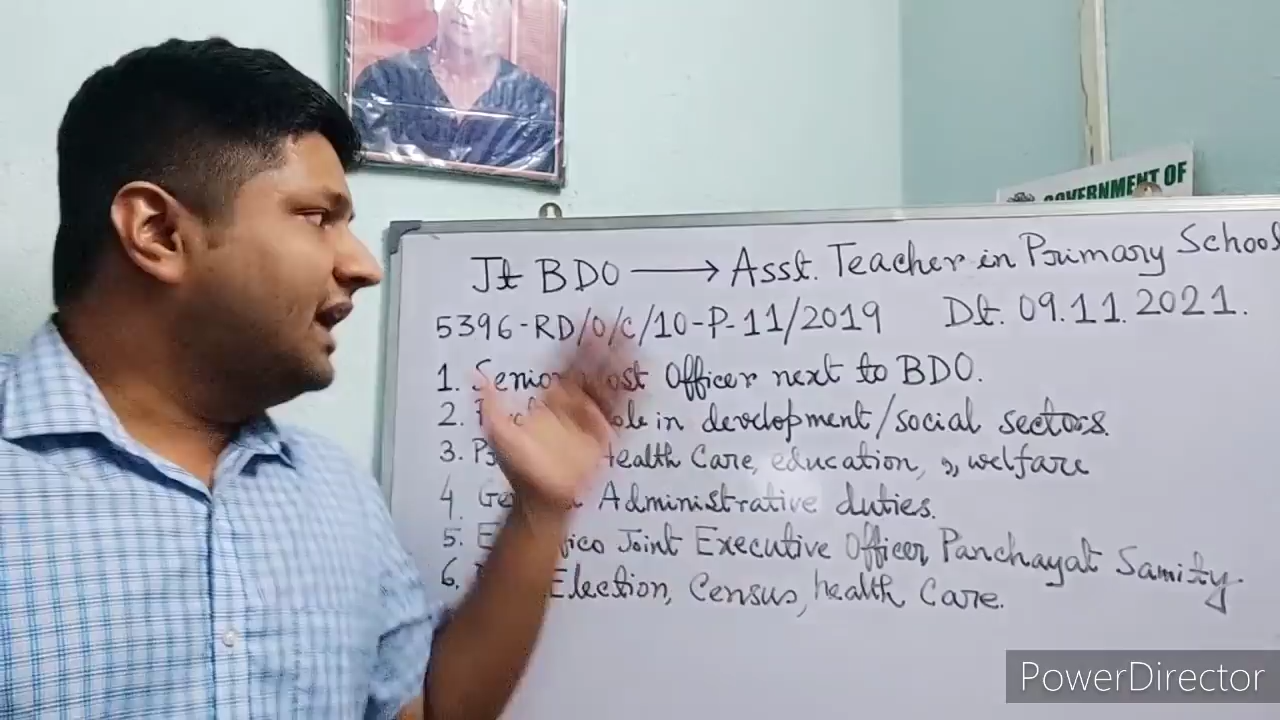 GOVERNMENT OF
Jt BDO → Asst. Teacher in Primary School
5396-RD/O/C/10-P-11/2019 Dt. 09.11.2021.
1. Senior most Officer next to BDO.
2. role in development/social sectors.
3. Health Care, education, welfare
4. General Administrative duties.
5. Joint Executive Officer, Panchayat Samity.
6. Election, Census, health Care.
PowerDirector